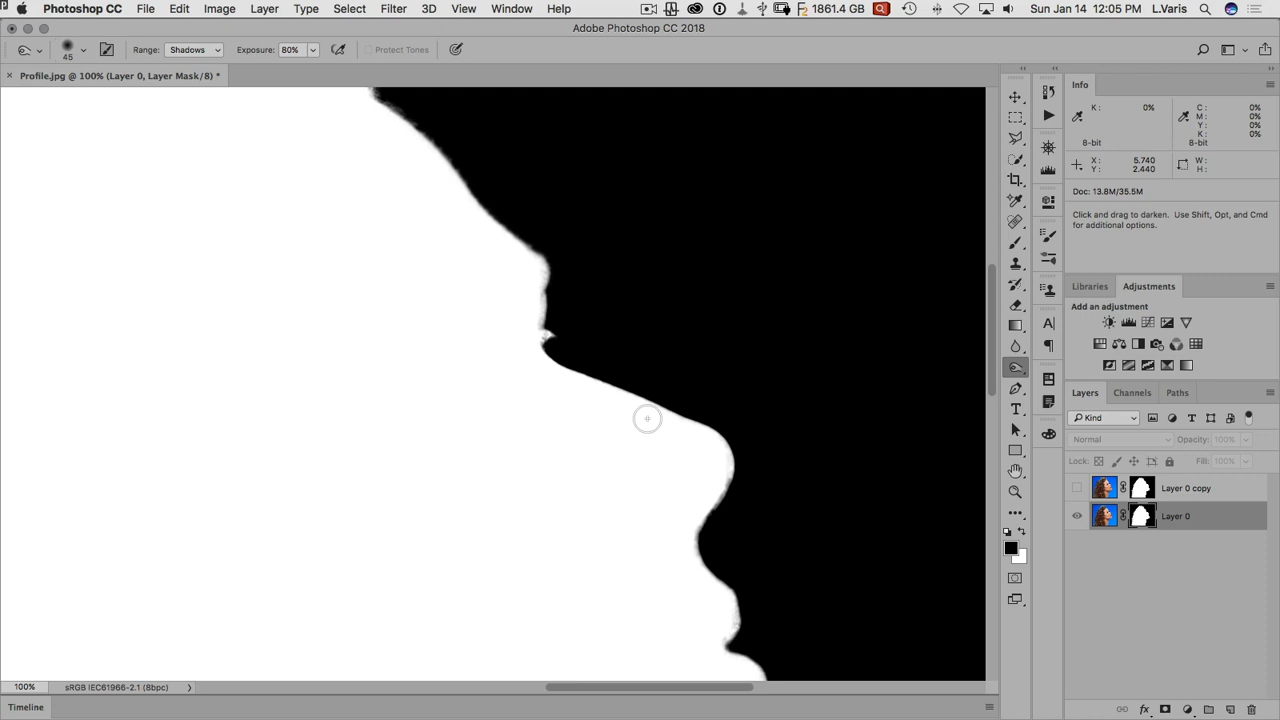 Photoshop CC File Edit Image Layer Type Select Filter 3D View Window Help 1861.4 G Sun Jan 14 12:05 PM L.Varis
Adobe Photoshop CC 2018
45 Range: Shadows Exposure: 80% Protect Tones
× Profile.jpg @ 100% (Layer 0, Layer Mask/8) *
Info
K: 0% C: 0%
M: 0%
Y: 0%
K: 0%
8-bit 8-bit
X: 5.740 W:
Y: 2.440 H:
Doc: 13.8M/35.5M
Click and drag to darken. Use Shift, Opt, and Cmd
for additional options.
Libraries Adjustments
Add an adjustment
Layers Channels Paths
Kind
Normal Opacity: 100%
Lock: Fill: 100%
Layer 0 copy
Layer 0
100% sRGB IEC61966-2.1 (8bpc)
Timeline